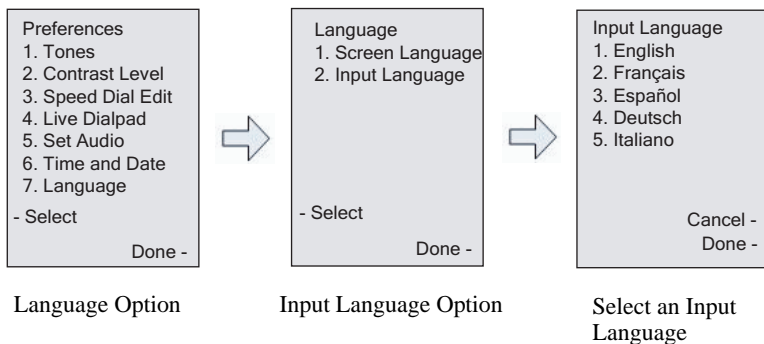 Preferences
1. Tones
2. Contrast Level
3. Speed Dial Edit
4. Live Dialpad
5. Set Audio
6. Time and Date
7. Language
- Select
Done -
Language Option
Language
1. Screen Language
2. Input Language
- Select
Done -
Input Language Option
Input Language
1. English
2. Français
3. Español
4. Deutsch
5. Italiano
Cancel -
Done -
Select an Input
Language